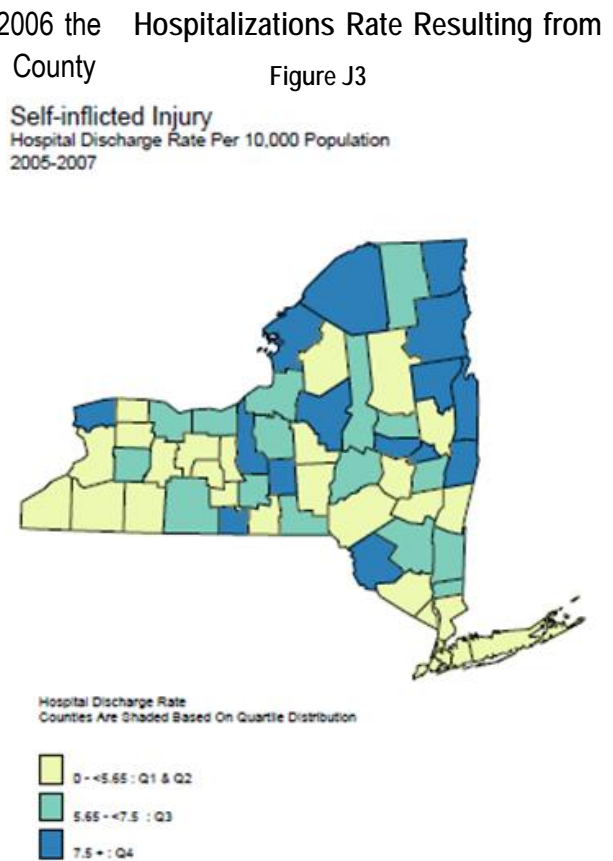 2006 the Hospitalizations Rate Resulting from
County
Figure J3
Self-inflicted Injury
Hospital Discharge Rate Per 10,000 Population
2005-2007
Hospital Discharge Rate
Counties Are Shaded Based On Quartile Distribution
0 - <5.65 : Q1 & Q2
5.65 - <7.5 : Q3
7.5 + : Q4